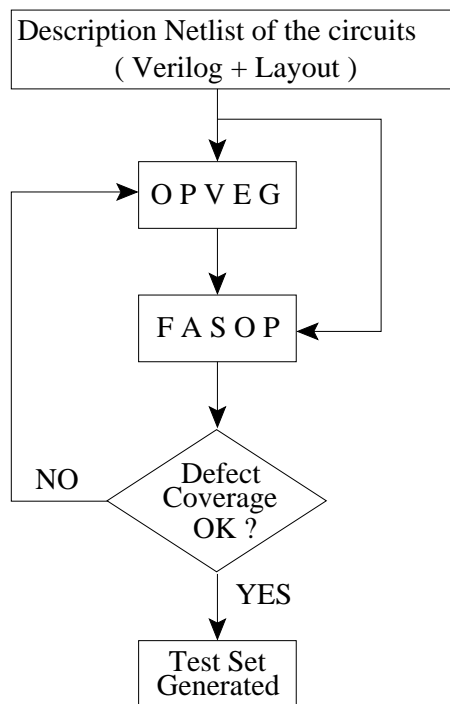 Description Netlist of the circuits
( Verilog + Layout )
O P V E G
F A S O P
Defect
Coverage
OK ?
NO
YES
Test Set
Generated